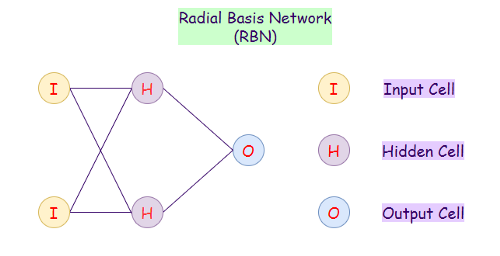 Radial Basis Network
(RBN)
I H I Input Cell
O H Hidden Cell
I H O Output Cell